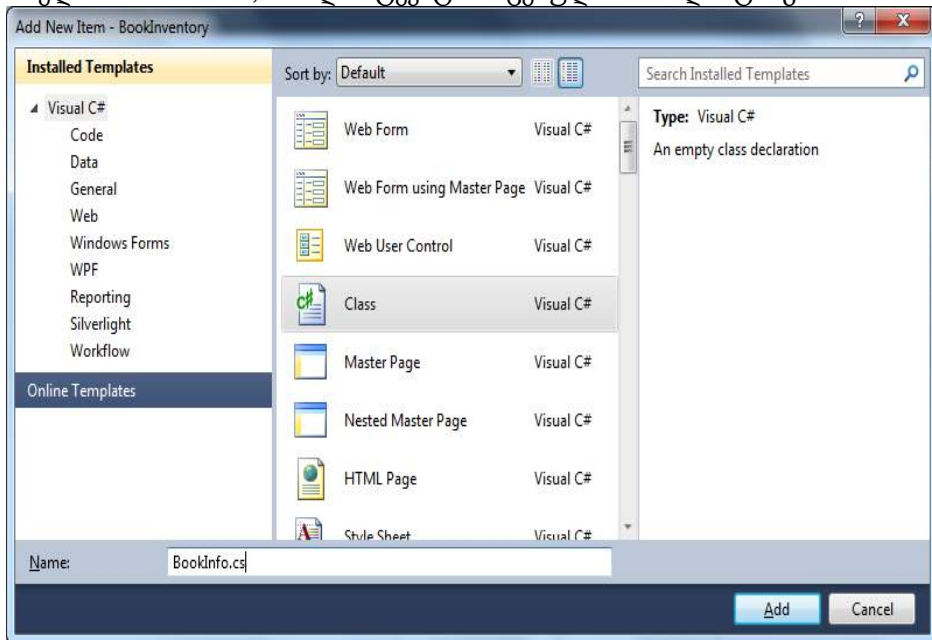 Add New Item - BookInventory
Installed Templates
Visual C#
Code
Data
General
Web
Windows Forms
WPF
Reporting
Silverlight
Workflow
Online Templates
Sort by: Default
Web Form Visual C#
Web Form using Master Page Visual C#
Web User Control Visual C#
Class Visual C#
Master Page Visual C#
Nested Master Page Visual C#
HTML Page Visual C#
Style Sheet Visual C#
Search Installed Templates
Type: Visual C#
An empty class declaration
Name: BookInfo.cs
Add Cancel